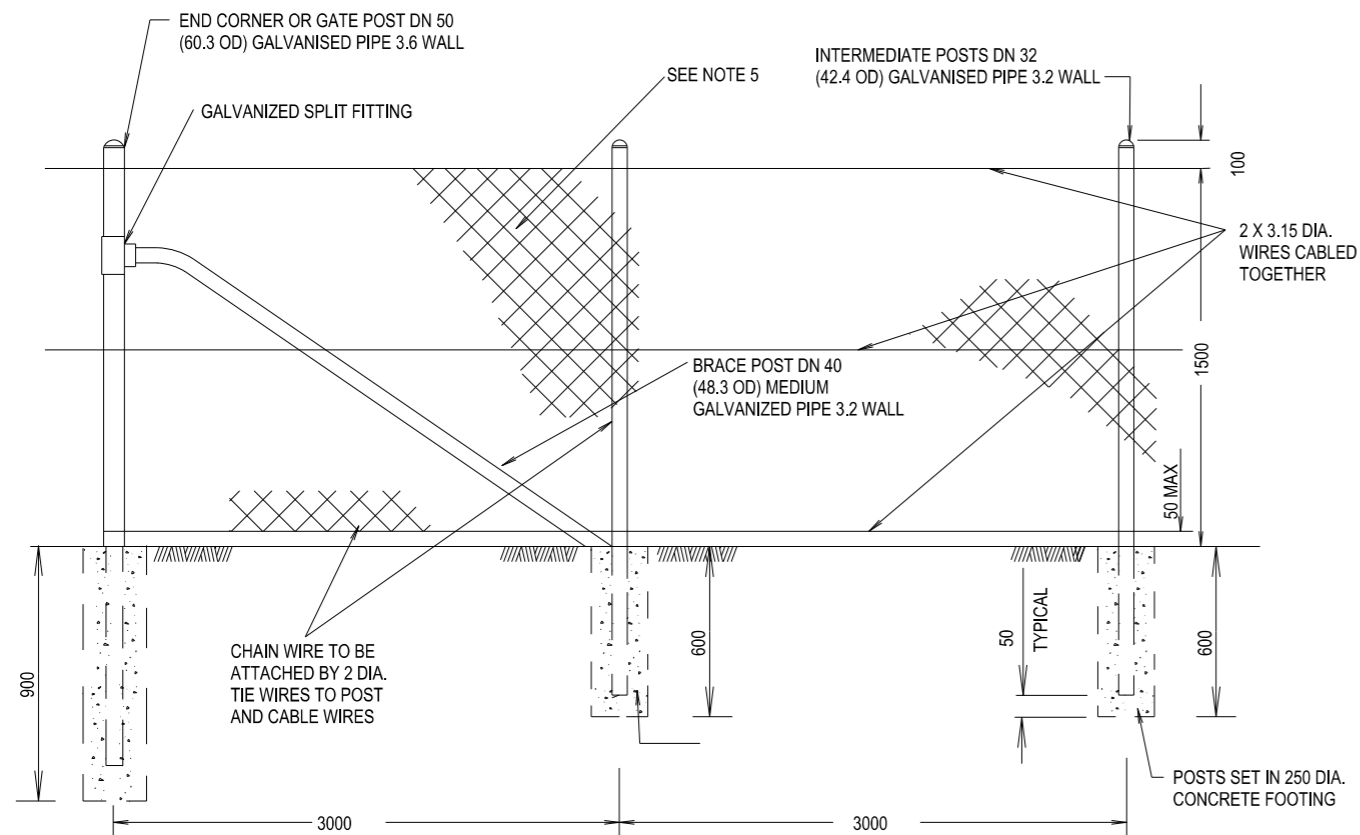 END CORNER OR GATE POST DN 50
(60.3 OD) GALVANISED PIPE 3.6 WALL
GALVANIZED SPLIT FITTING
SEE NOTE 5
INTERMEDIATE POSTS DN 32
(42.4 OD) GALVANISED PIPE 3.2 WALL
100
2 X 3.15 DIA.
WIRES CABLED
TOGETHER
1500
BRACE POST DN 40
(48.3 OD) MEDIUM
GALVANIZED PIPE 3.2 WALL
50 MAX
CHAIN WIRE TO BE
ATTACHED BY 2 DIA.
TIE WIRES TO POST
AND CABLE WIRES
900
600
50
TYPICAL
600
POSTS SET IN 250 DIA.
CONCRETE FOOTING
3000
3000